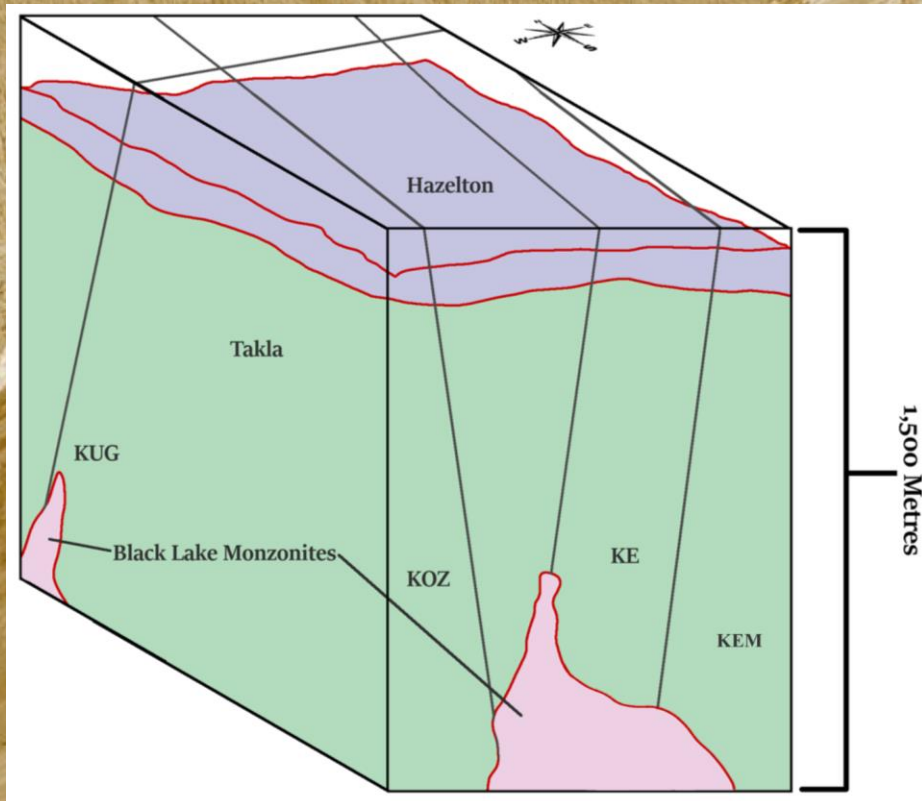 Hazelton
Takla
KUG
Black Lake Monzonites
KOZ
KE
KEM
1,500 Metres